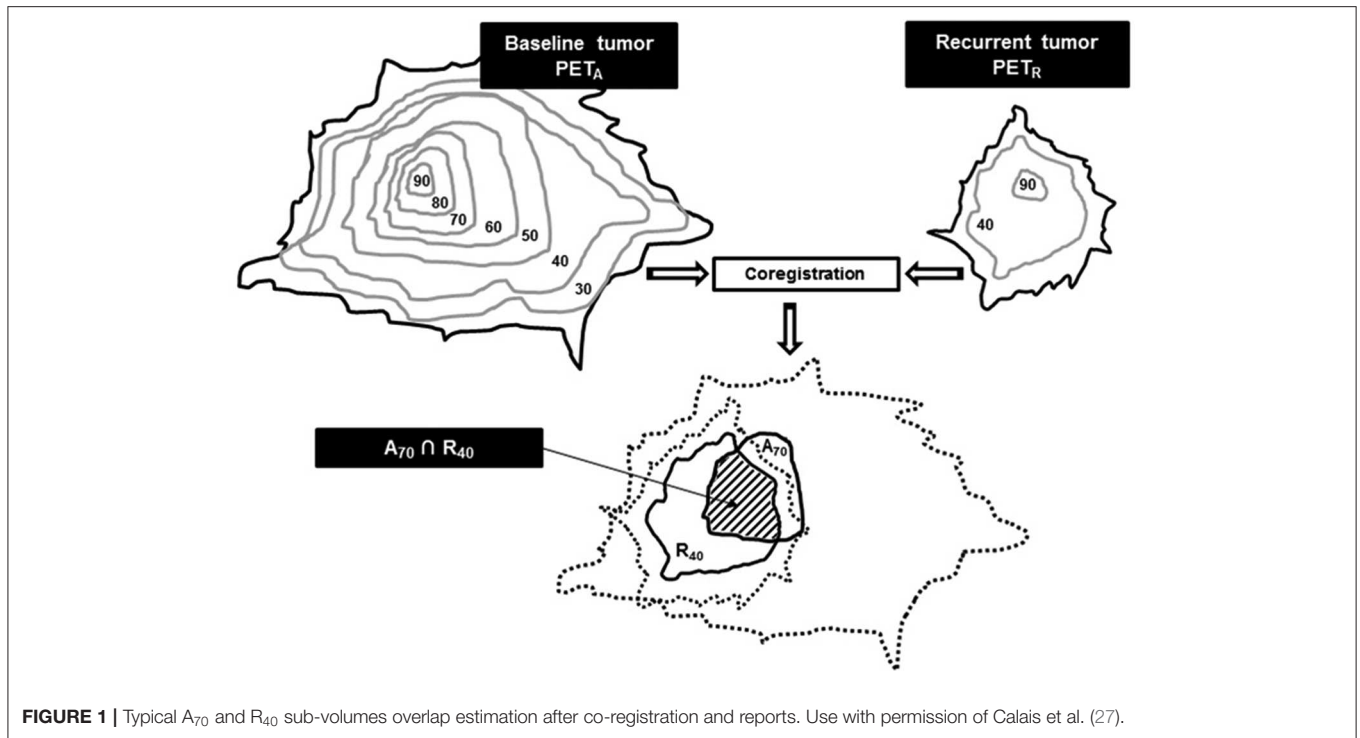 Baseline tumor
PET_A
Recurrent tumor
PET_R
90
80
70
60
50
40
30
90
40
Coregistration
A₇₀ ∩ R₄₀
A₇₀
R₄₀
FIGURE 1 | Typical A₇₀ and R₄₀ sub-volumes overlap estimation after co-registration and reports. Use with permission of Calais et al. (27).